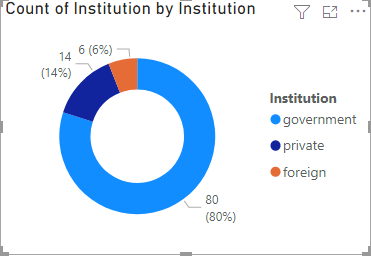 Count of Institution by Institution
6 (6%)
14
(14%)
Institution
government
private
foreign
80
(80%)